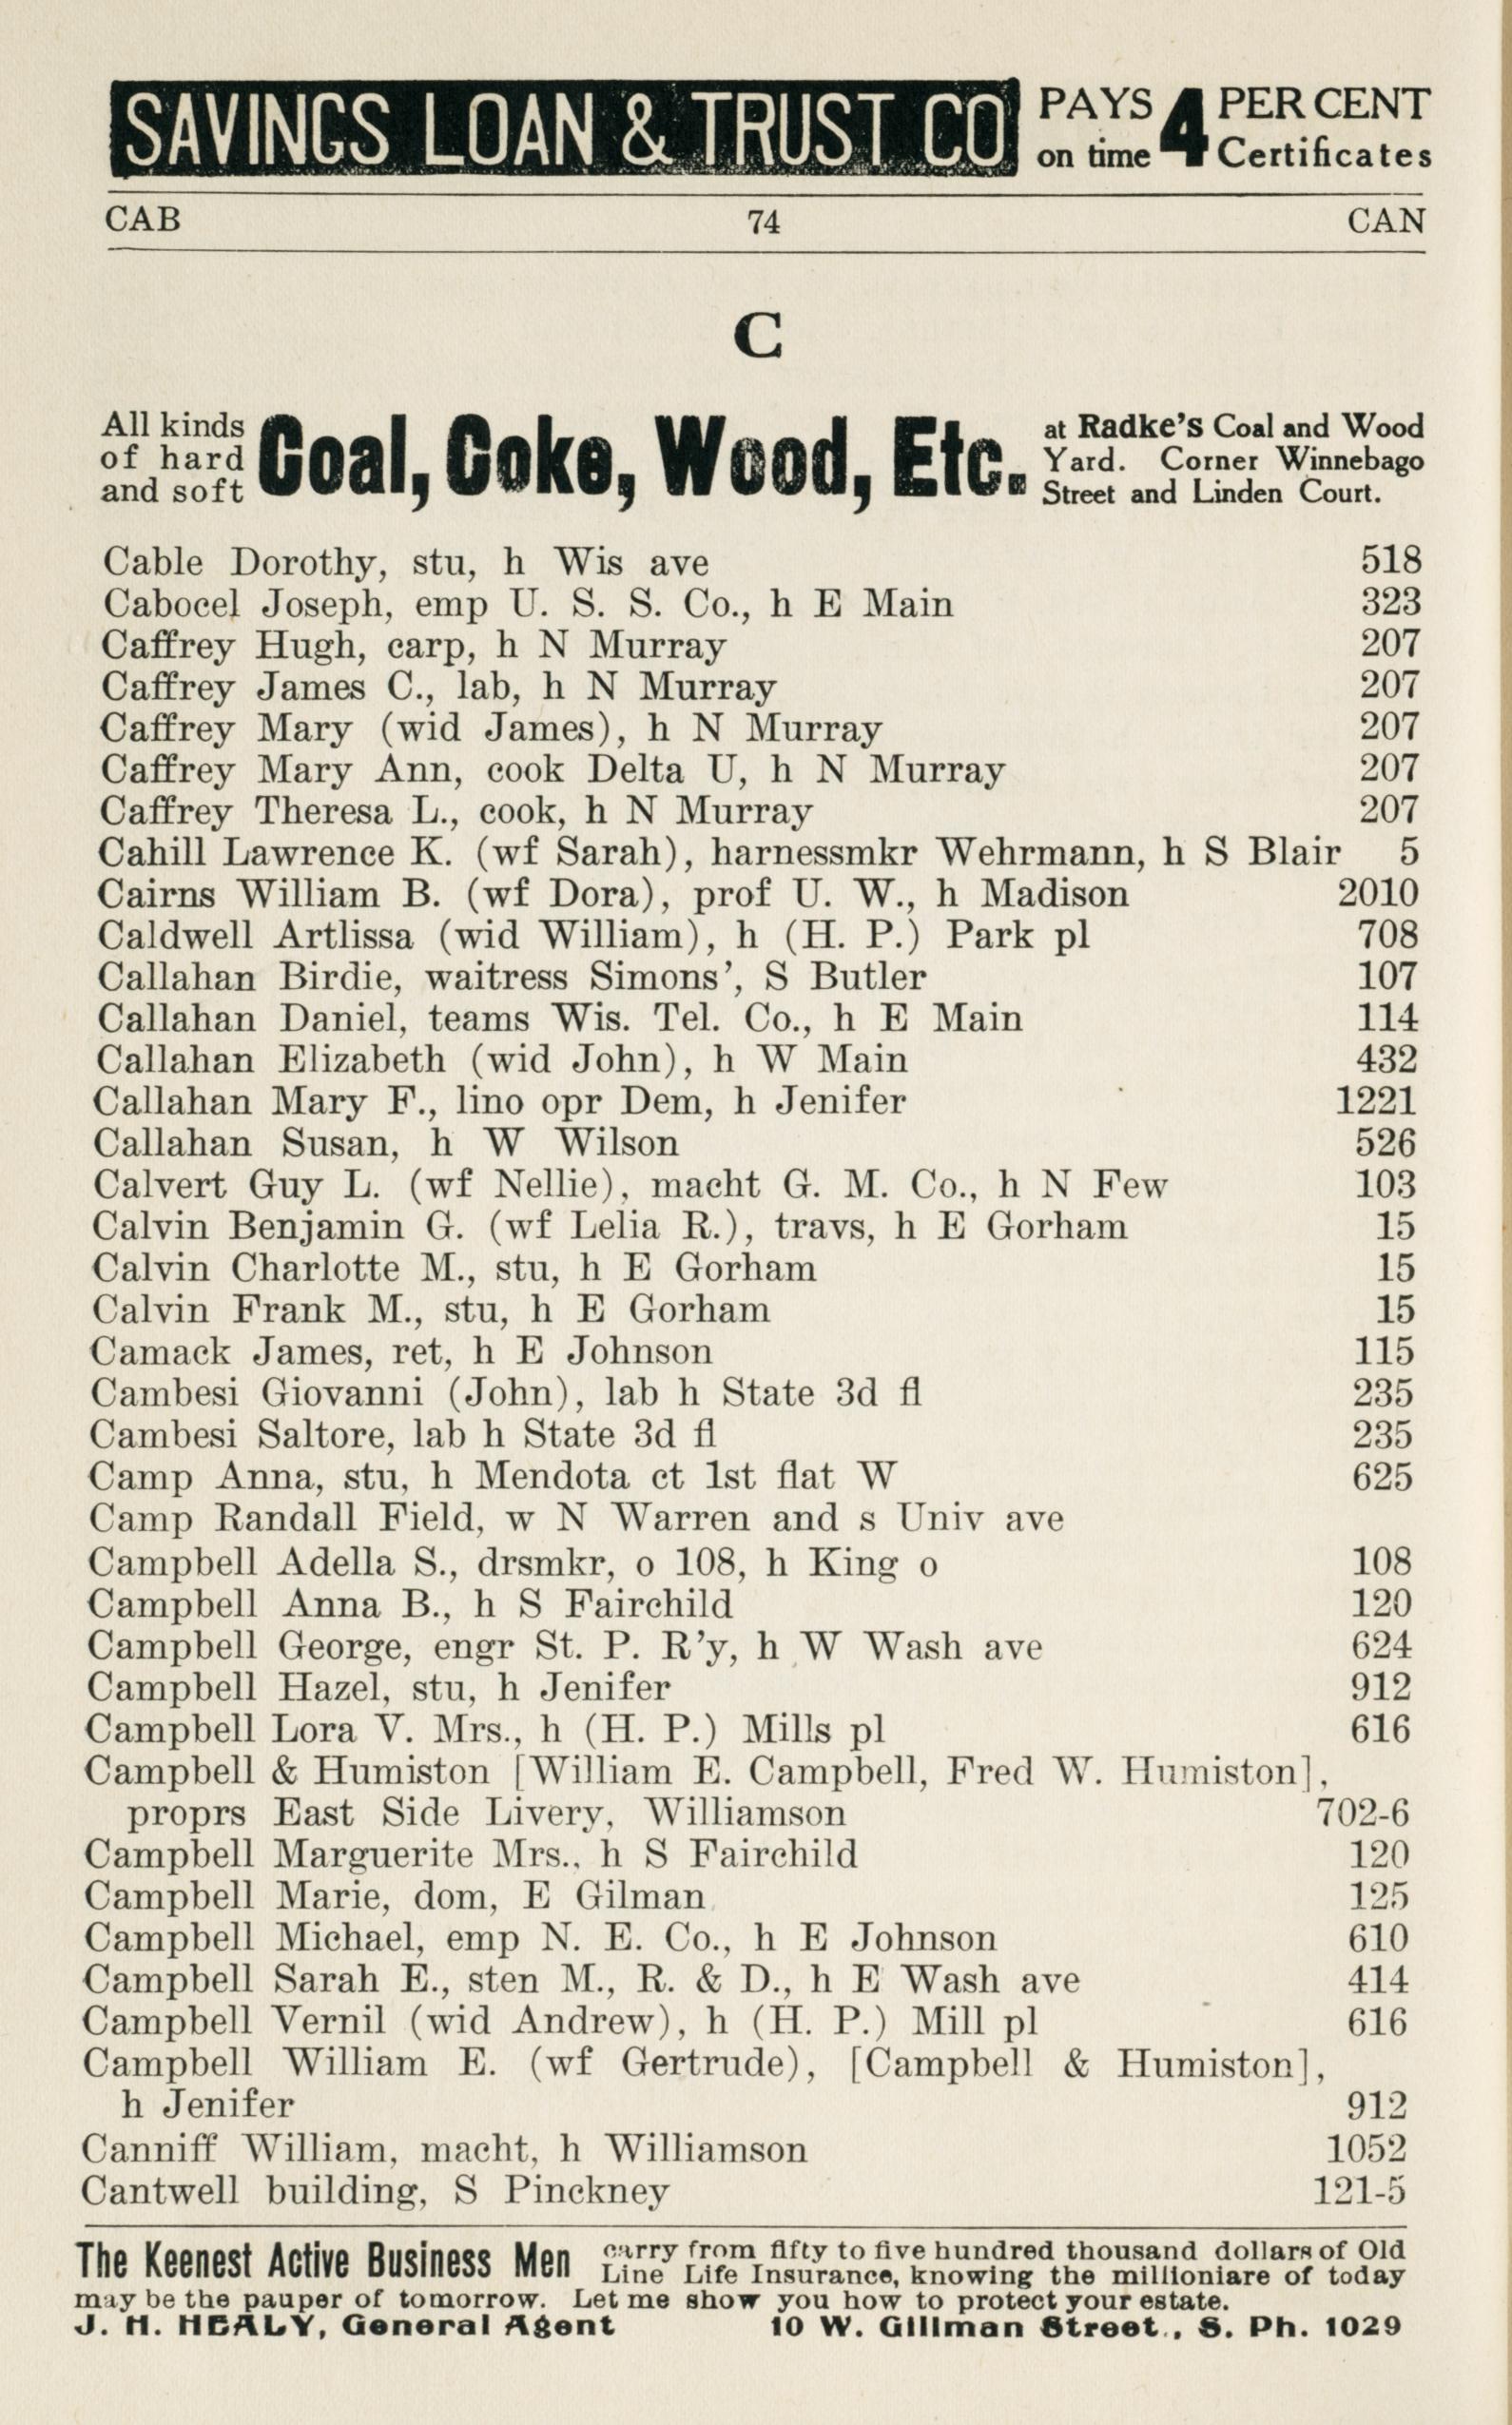 SAVINGS LOAN & TRUST CO PAYS on time 4 PER CENT Certificates
CAB 74 CAN
C
All kinds of hard and soft Coal, Coke, Wood, Etc. at Radke's Coal and Wood Yard. Corner Winnebago Street and Linden Court.
Cable Dorothy, stu, h Wis ave 518
Cabocel Joseph, emp U. S. S. Co., h E Main 323
Caffrey Hugh, carp, h N Murray 207
Caffrey James C., lab, h N Murray 207
Caffrey Mary (wid James), h N Murray 207
Caffrey Mary Ann, cook Delta U, h N Murray 207
Caffrey Theresa L., cook, h N Murray 207
Cahill Lawrence K. (wf Sarah), harnessmkr Wehrmann, h S Blair 5
Cairns William B. (wf Dora), prof U. W., h Madison 2010
Caldwell Artlissa (wid William), h (H. P.) Park pl 708
Callahan Birdie, waitress Simons', S Butler 107
Callahan Daniel, teams Wis. Tel. Co., h E Main 114
Callahan Elizabeth (wid John), h W Main 432
Callahan Mary F., lino opr Dem, h Jenifer 1221
Callahan Susan, h W Wilson 526
Calvert Guy L. (wf Nellie), macht G. M. Co., h N Few 103
Calvin Benjamin G. (wf Lelia R.), travs, h E Gorham 15
Calvin Charlotte M., stu, h E Gorham 15
Calvin Frank M., stu, h E Gorham 15
Camack James, ret, h E Johnson 115
Cambesi Giovanni (John), lab h State 3d fl 235
Cambesi Saltore, lab h State 3d fl 235
Camp Anna, stu, h Mendota ct 1st flat W 625
Camp Randall Field, w N Warren and s Univ ave
Campbell Adella S., drsmkr, o 108, h King o 108
Campbell Anna B., h S Fairchild 120
Campbell George, engr St. P. R'y, h W Wash ave 624
Campbell Hazel, stu, h Jenifer 912
Campbell Lora V. Mrs., h (H. P.) Mills pl 616
Campbell & Humiston [William E. Campbell, Fred W. Humiston],
proprs East Side Livery, Williamson 702-6
Campbell Marguerite Mrs., h S Fairchild 120
Campbell Marie, dom, E Gilman 125
Campbell Michael, emp N. E. Co., h E Johnson 610
Campbell Sarah E., sten M., R. & D., h E Wash ave 414
Campbell Vernil (wid Andrew), h (H. P.) Mill pl 616
Campbell William E. (wf Gertrude), [Campbell & Humiston],
h Jenifer 912
Canniff William, macht, h Williamson 1052
Cantwell building, S Pinckney 121-5
The Keenest Active Business Men carry from fifty to five hundred thousand dollars of Old
Line Life Insurance, knowing the millioniare of today
may be the pauper of tomorrow. Let me show you how to protect your estate.
J. H. HEALY, General Agent 10 W. Gillman Street., S. Ph. 1029